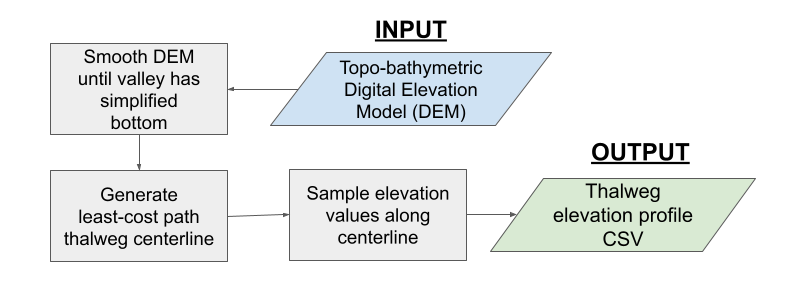 INPUT
Topo-bathymetric
Digital Elevation
Model (DEM)
Smooth DEM
until valley has
simplified
bottom
Generate
least-cost path
thalweg centerline
Sample elevation
values along
centerline
OUTPUT
Thalweg
elevation profile
CSV